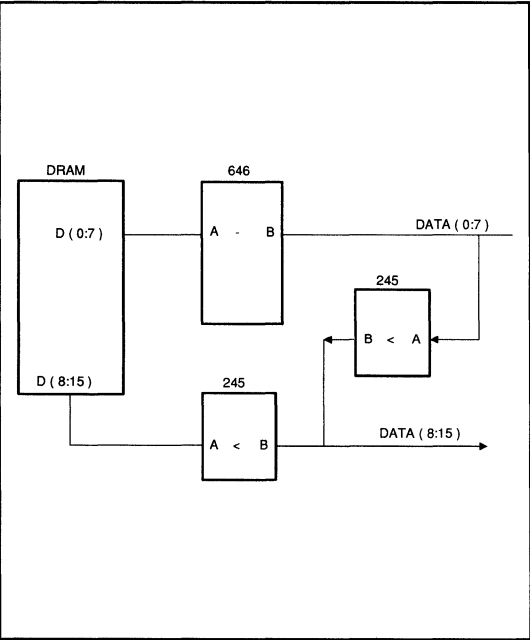 DRAM
646
D ( 0:7 )
A - B
DATA ( 0:7 )
245
B < A
D ( 8:15 )
245
A < B
DATA ( 8:15 )